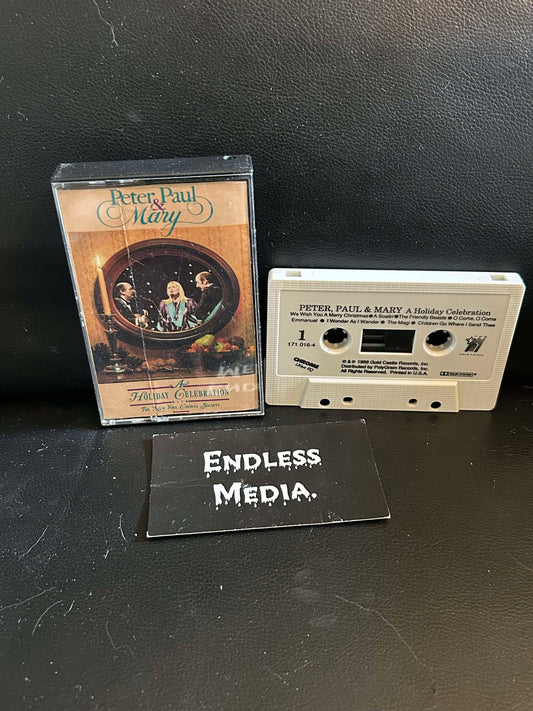 Peter, Paul
&
Mary
A
Holiday Celebration
The New York Choral Society
PETER, PAUL & MARY A Holiday Celebration
We Wish You A Merry Christmas ● A Soalin' ● The Friendly Beasts ● O Come, O Come
Emmanuel ● I Wonder As I Wander ● The Magi ● Children Go Where I Send Thee
1
171 016-4
CHROME
℗ & © 1988 Gold Castle Records, Inc.
Distributed by PolyGram Records, Inc.
All Rights Reserved. Printed in U.S.A.
ENDLESS
MEDIA.